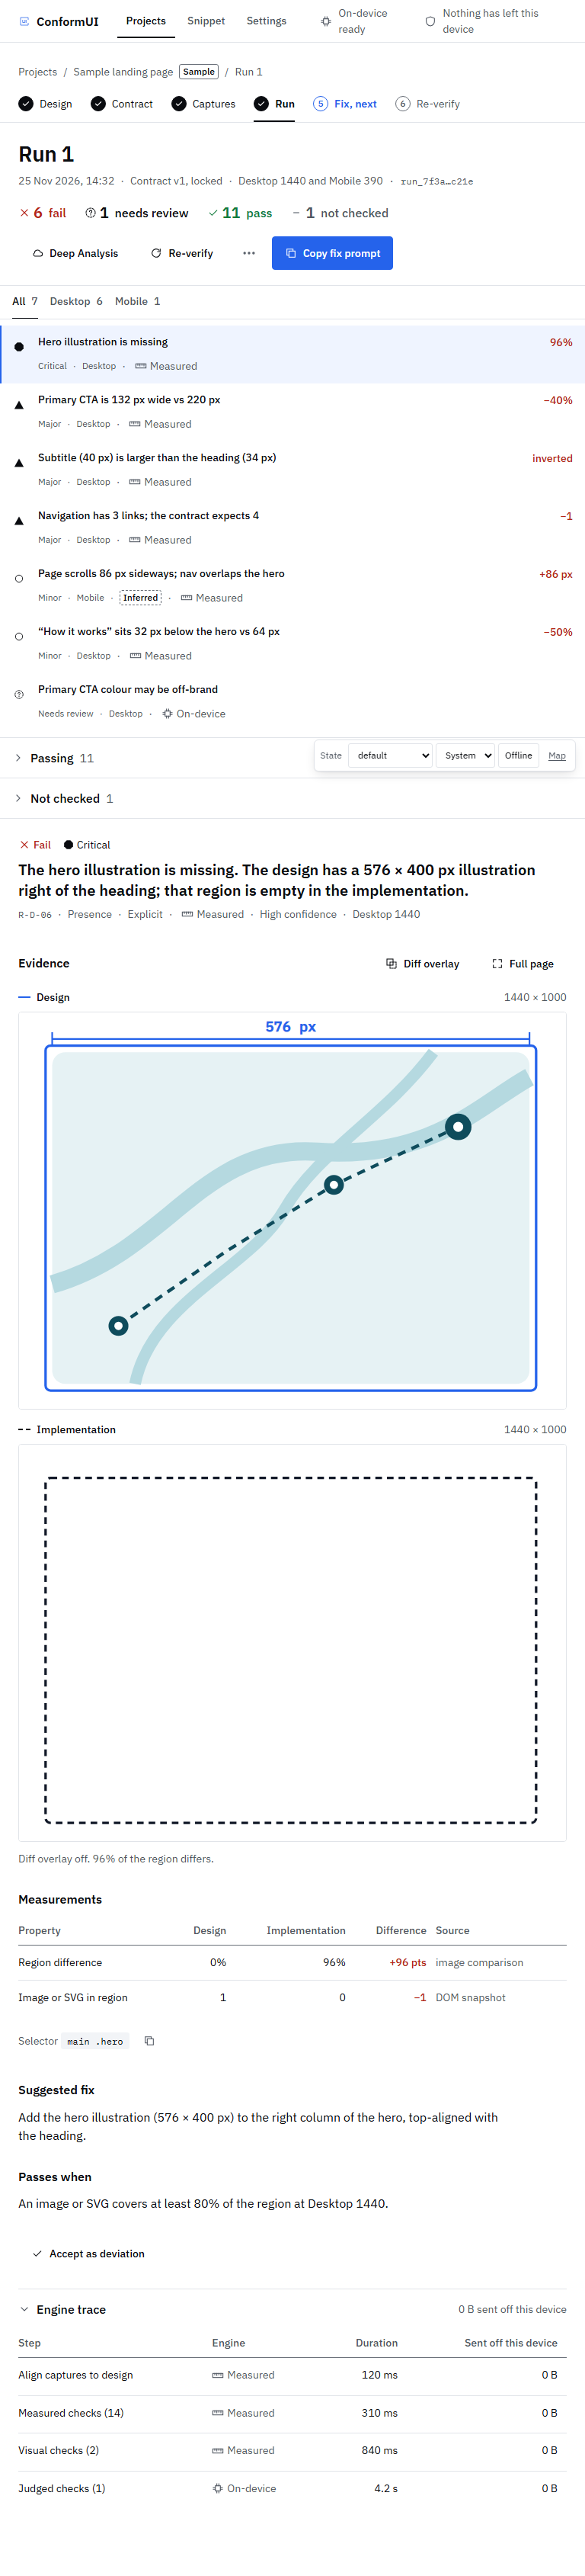 ConformUI Projects Snippet Settings On-device ready Nothing has left this device
Projects / Sample landing page Sample / Run 1
Design Contract Captures Run 5 Fix, next 6 Re-verify
Run 1
25 Nov 2026, 14:32 · Contract v1, locked · Desktop 1440 and Mobile 390 · run_7f3a…c21e
6 fail 1 needs review 11 pass 1 not checked
Deep Analysis Re-verify ··· Copy fix prompt
All 7 Desktop 6 Mobile 1
Hero illustration is missing 96%
Critical · Desktop · Measured
Primary CTA is 132 px wide vs 220 px −40%
Major · Desktop · Measured
Subtitle (40 px) is larger than the heading (34 px) inverted
Major · Desktop · Measured
Navigation has 3 links; the contract expects 4 −1
Major · Desktop · Measured
Page scrolls 86 px sideways; nav overlaps the hero +86 px
Minor · Mobile · Inferred · Measured
“How it works” sits 32 px below the hero vs 64 px −50%
Minor · Desktop · Measured
Primary CTA colour may be off-brand
Needs review · Desktop · On-device
Passing 11
State default System Offline Map
Not checked 1
Fail Critical
The hero illustration is missing. The design has a 576 × 400 px illustration
right of the heading; that region is empty in the implementation.
R-D-06 · Presence · Explicit · Measured · High confidence · Desktop 1440
Evidence Diff overlay Full page
Design 1440 × 1000
576 px
Implementation 1440 × 1000
Diff overlay off. 96% of the region differs.
Measurements
Property Design Implementation Difference Source
Region difference 0% 96% +96 pts image comparison
Image or SVG in region 1 0 −1 DOM snapshot
Selector main .hero
Suggested fix
Add the hero illustration (576 × 400 px) to the right column of the hero, top-aligned with
the heading.
Passes when
An image or SVG covers at least 80% of the region at Desktop 1440.
Accept as deviation
Engine trace 0 B sent off this device
Step Engine Duration Sent off this device
Align captures to design Measured 120 ms 0 B
Measured checks (14) Measured 310 ms 0 B
Visual checks (2) Measured 840 ms 0 B
Judged checks (1) On-device 4.2 s 0 B